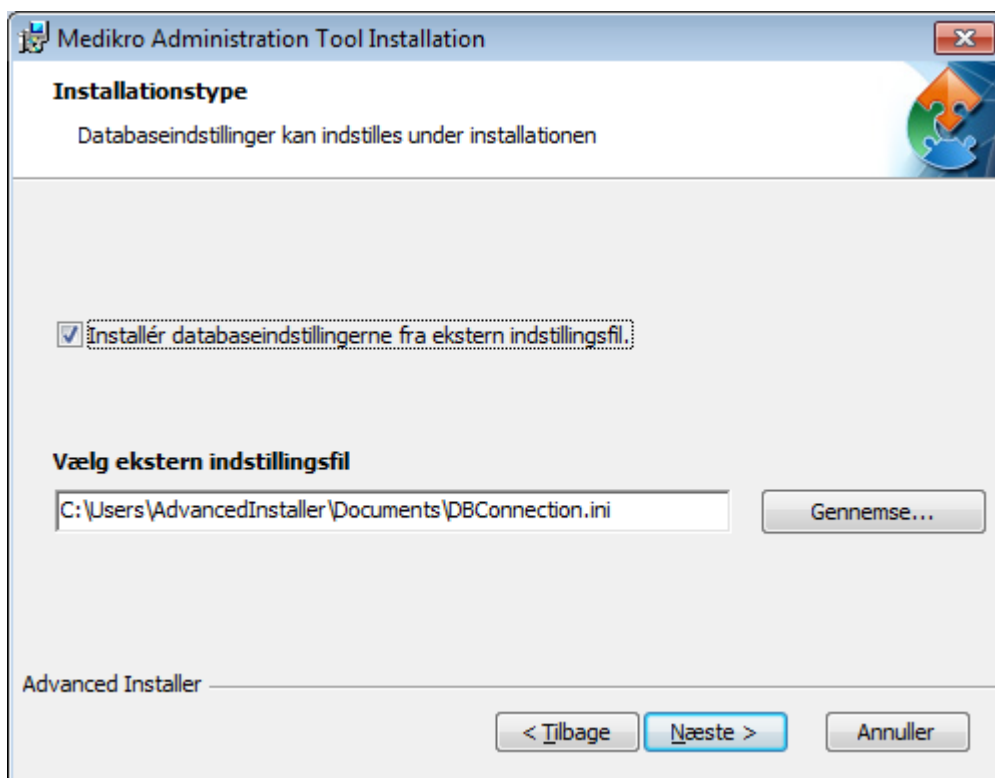 Medikro Administration Tool Installation
Installationstype
Databaseindstillinger kan indstilles under installationen
Installér databaseindstillingerne fra ekstern indstillingsfil.
Vælg ekstern indstillingsfil
C:\Users\AdvancedInstaller\Documents\DBConnection.ini
Gennemse...
Advanced Installer
< Tilbage
Næste >
Annuller